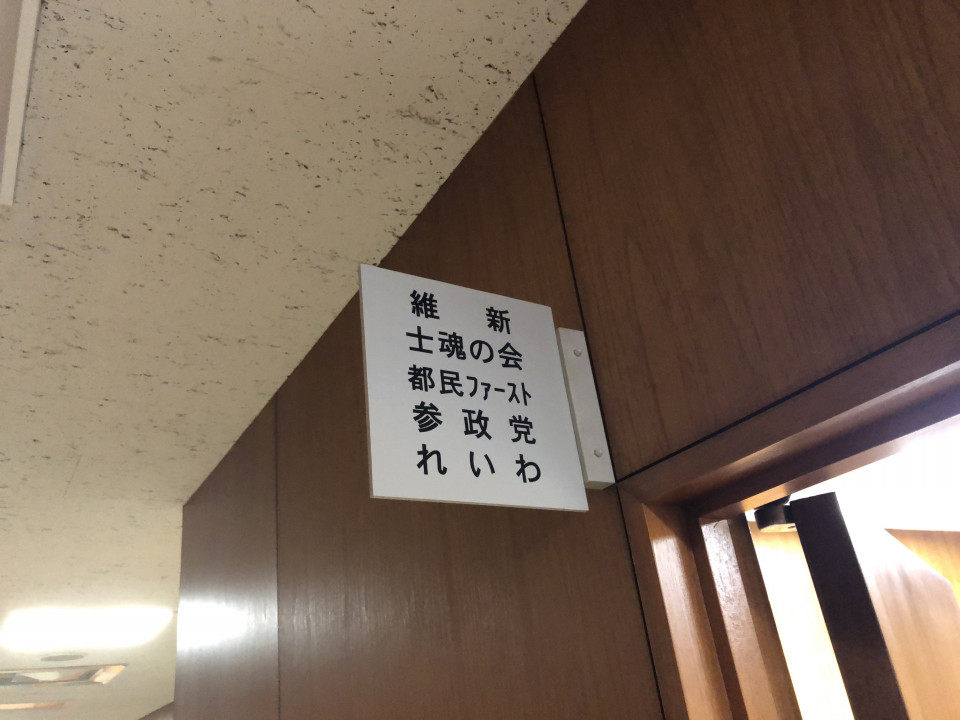 維新
士魂の会
都民ファースト
参政党
れいわ